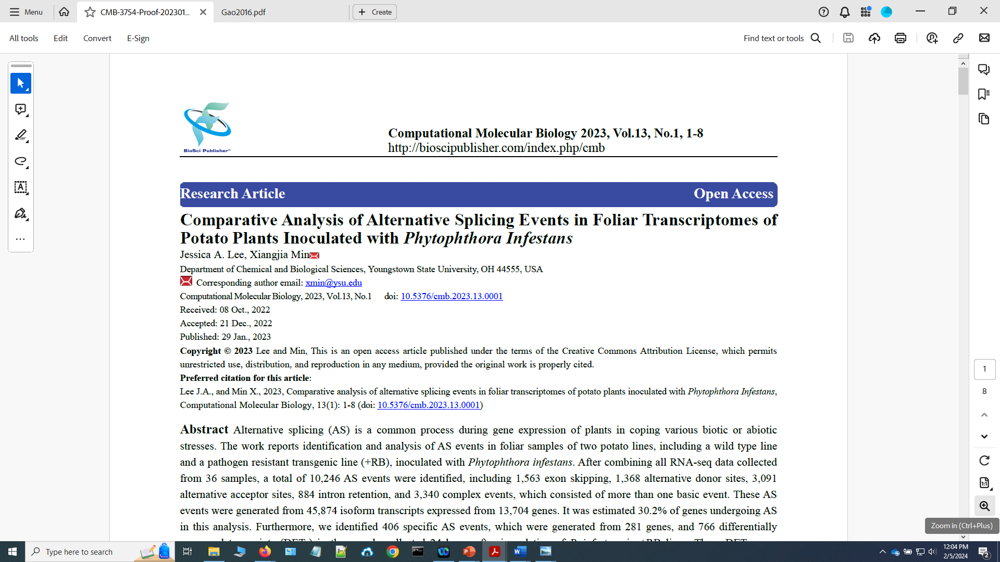 Menu
CMB-3754-Proof-202301...
Gao2016.pdf
Create
All tools
Edit
Convert
E-Sign
Find text or tools
BioSci Publisher®
Computational Molecular Biology 2023, Vol.13, No.1, 1-8
http://bioscipublisher.com/index.php/cmb
Research Article
Open Access
Comparative Analysis of Alternative Splicing Events in Foliar Transcriptomes of
Potato Plants Inoculated with Phytophthora Infestans
Jessica A. Lee, Xiangjia Min
Department of Chemical and Biological Sciences, Youngstown State University, OH 44555, USA
Corresponding author email: xmin@ysu.edu
Computational Molecular Biology, 2023, Vol.13, No.1 doi: 10.5376/cmb.2023.13.0001
Received: 08 Oct., 2022
Accepted: 21 Dec., 2022
Published: 29 Jan., 2023
Copyright © 2023 Lee and Min, This is an open access article published under the terms of the Creative Commons Attribution License, which permits
unrestricted use, distribution, and reproduction in any medium, provided the original work is properly cited.
Preferred citation for this article:
Lee J.A., and Min X., 2023, Comparative analysis of alternative splicing events in foliar transcriptomes of potato plants inoculated with Phytophthora Infestans,
Computational Molecular Biology, 13(1): 1-8 (doi: 10.5376/cmb.2023.13.0001)
Abstract Alternative splicing (AS) is a common process during gene expression of plants in coping various biotic or abiotic
stresses. The work reports identification and analysis of AS events in foliar samples of two potato lines, including a wild type line
and a pathogen resistant transgenic line (+RB), inoculated with Phytophthora infestans. After combining all RNA-seq data collected
from 36 samples, a total of 10,246 AS events were identified, including 1,563 exon skipping, 1,368 alternative donor sites, 3,091
alternative acceptor sites, 884 intron retention, and 3,340 complex events, which consisted of more than one basic event. These AS
events were generated from 45,874 isoform transcripts expressed from 13,704 genes. It was estimated 30.2% of genes undergoing AS
in this analysis. Furthermore, we identified 406 specific AS events, which were generated from 281 genes, and 766 differentially
1
8
Zoom in (Ctrl+Plus)
Type here to search
12:04 PM
2/5/2024
2